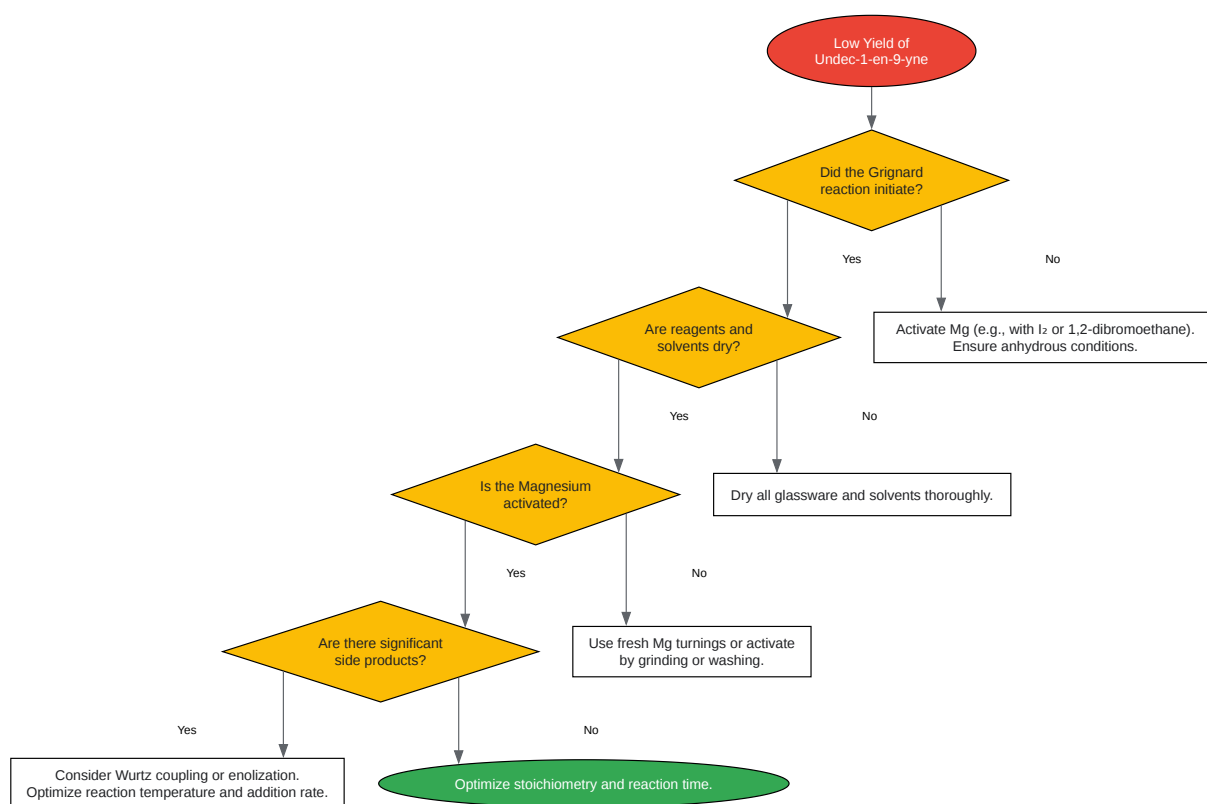 Low Yield of
Undec-1-en-9-yne
Did the Grignard
reaction initiate?
Yes
No
Are reagents and
solvents dry?
Activate Mg (e.g., with I₂ or 1,2-dibromoethane).
Ensure anhydrous conditions.
Yes
No
Is the Magnesium
activated?
Dry all glassware and solvents thoroughly.
Yes
No
Are there significant
side products?
Use fresh Mg turnings or activate
by grinding or washing.
Yes
No
Consider Wurtz coupling or enolization.
Optimize reaction temperature and addition rate.
Optimize stoichiometry and reaction time.